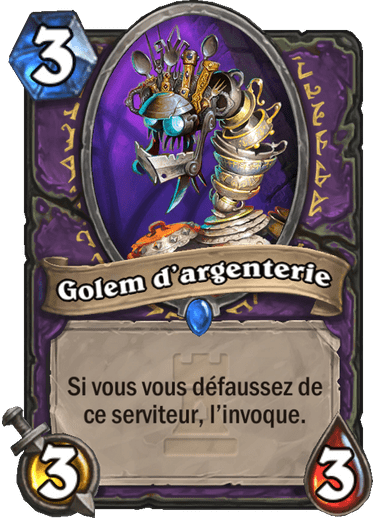 3
Golem d'argenterie
Si vous vous défaussez de
ce serviteur, l'invoque.
3
3